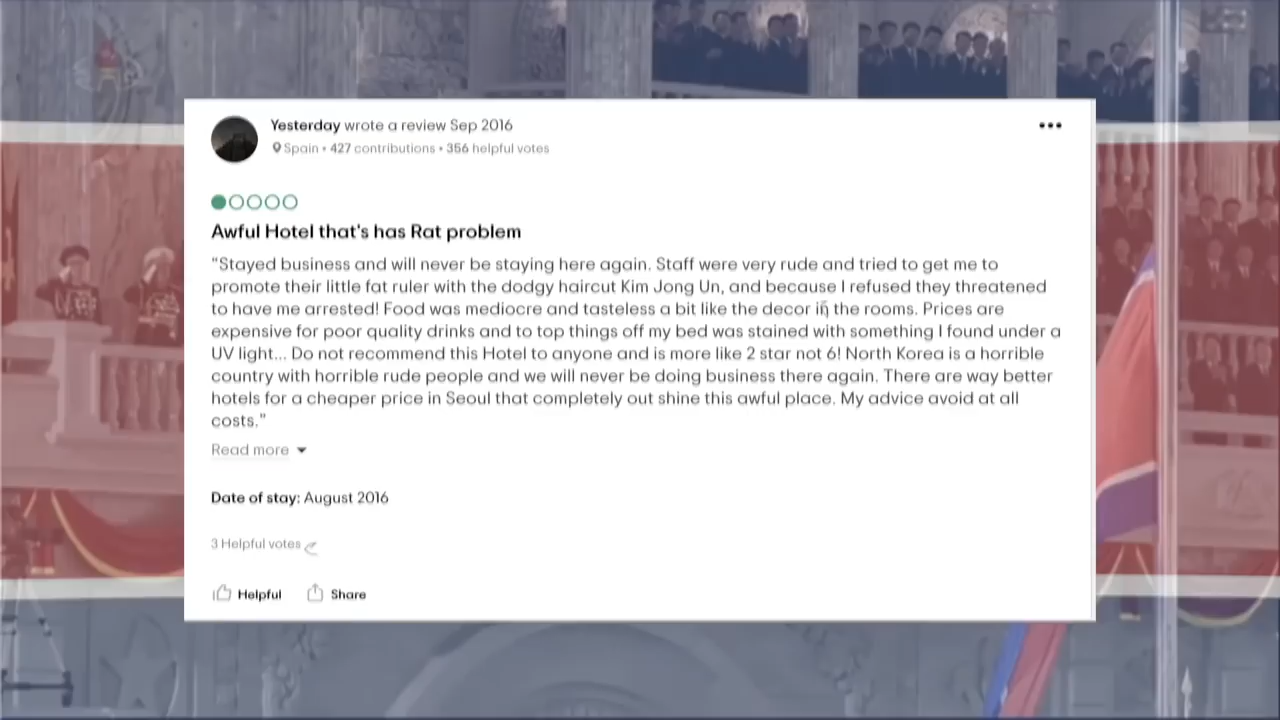 Yesterday wrote a review Sep 2016
Spain • 427 contributions • 356 helpful votes
Awful Hotel that's has Rat problem
"Stayed business and will never be staying here again. Staff were very rude and tried to get me to
promote their little fat ruler with the dodgy haircut Kim Jong Un, and because I refused they threatened
to have me arrested! Food was mediocre and tasteless a bit like the decor in the rooms. Prices are
expensive for poor quality drinks and to top things off my bed was stained with something I found under a
UV light... Do not recommend this Hotel to anyone and is more like 2 star not 6! North Korea is a horrible
country with horrible rude people and we will never be doing business there again. There are way better
hotels for a cheaper price in Seoul that completely out shine this awful place. My advice avoid at all
costs."
Read more
Date of stay: August 2016
3 Helpful votes
Helpful Share